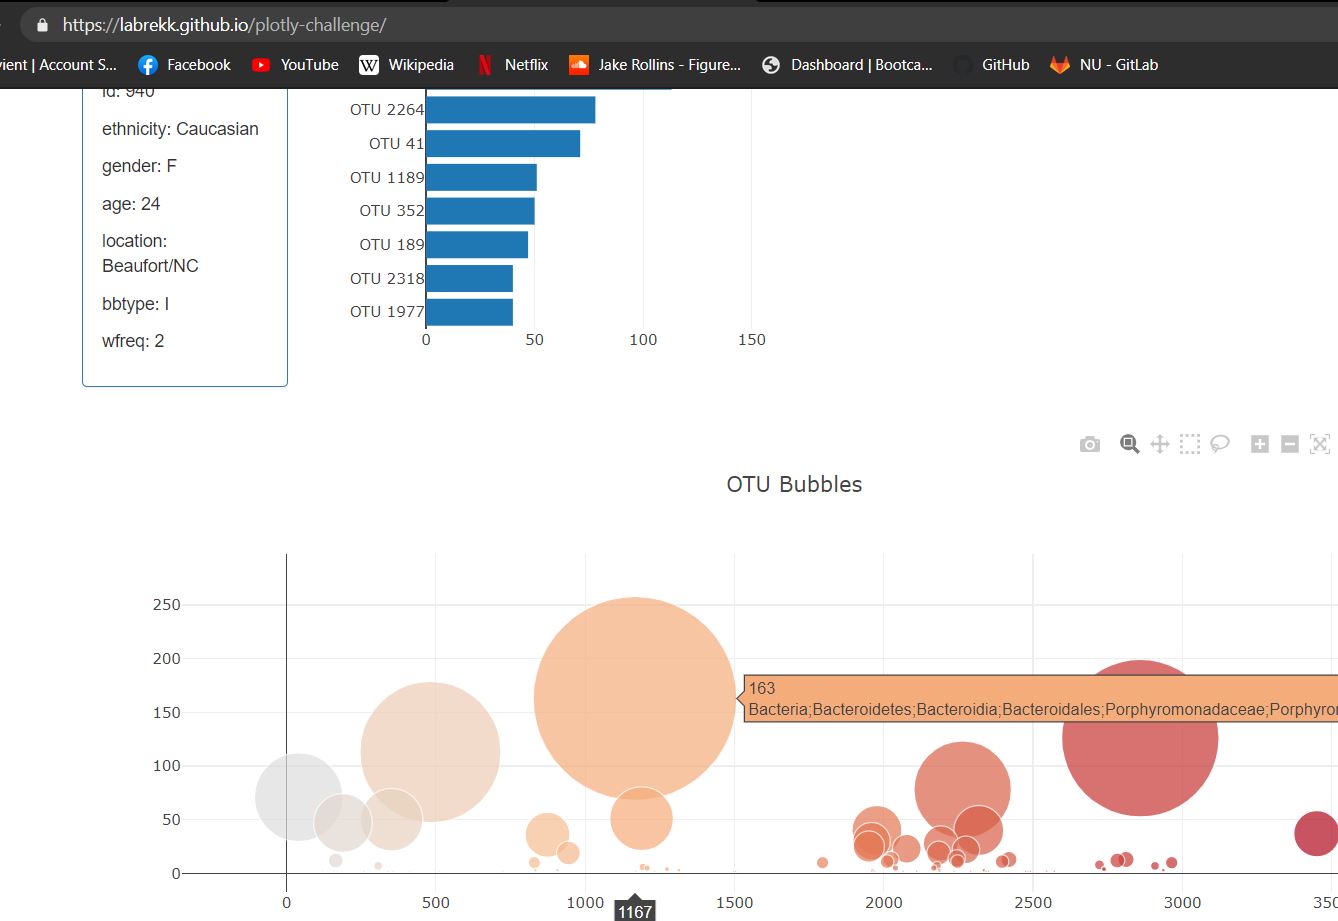 https://labrekk.github.io/plotly-challenge/
vient | Account S... Facebook YouTube Wikipedia Netflix Jake Rollins - Figure... Dashboard | Bootca... GitHub NU - GitLab
id: 940
ethnicity: Caucasian
gender: F
age: 24
location:
Beaufort/NC
bbtype: I
wfreq: 2
OTU 2264
OTU 41
OTU 1189
OTU 352
OTU 189
OTU 2318
OTU 1977
0 50 100 150
OTU Bubbles
250
200
150
100
50
0
163
Bacteria;Bacteroidetes;Bacteroidia;Bacteroidales;Porphyromonadaceae;Porphyror
0 500 1000 1500 2000 2500 3000 350
1167